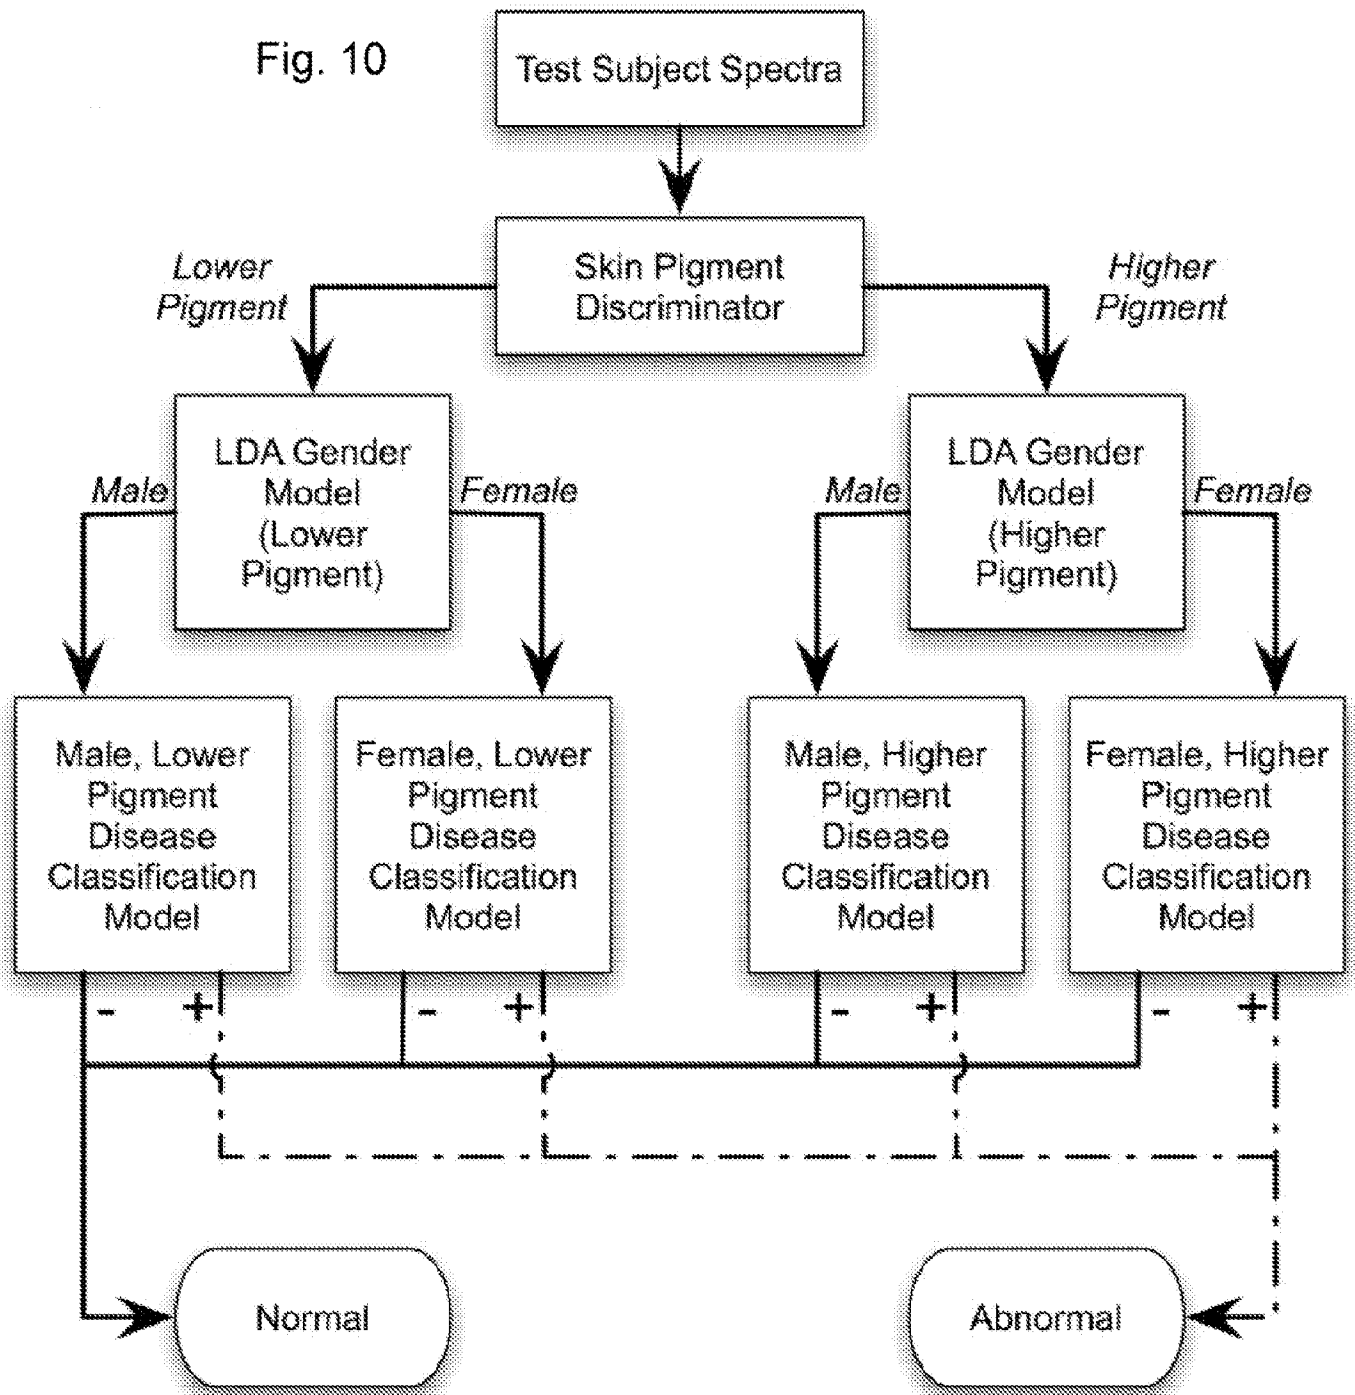 Fig. 10
Test Subject Spectra
Skin Pigment
Discriminator
Lower
Pigment
Higher
Pigment
LDA Gender
Model
(Lower
Pigment)
Male
Female
LDA Gender
Model
(Higher
Pigment)
Male
Female
Male, Lower
Pigment
Disease
Classification
Model
Female, Lower
Pigment
Disease
Classification
Model
Male, Higher
Pigment
Disease
Classification
Model
Female, Higher
Pigment
Disease
Classification
Model
- +
- +
- +
- +
Normal
Abnormal